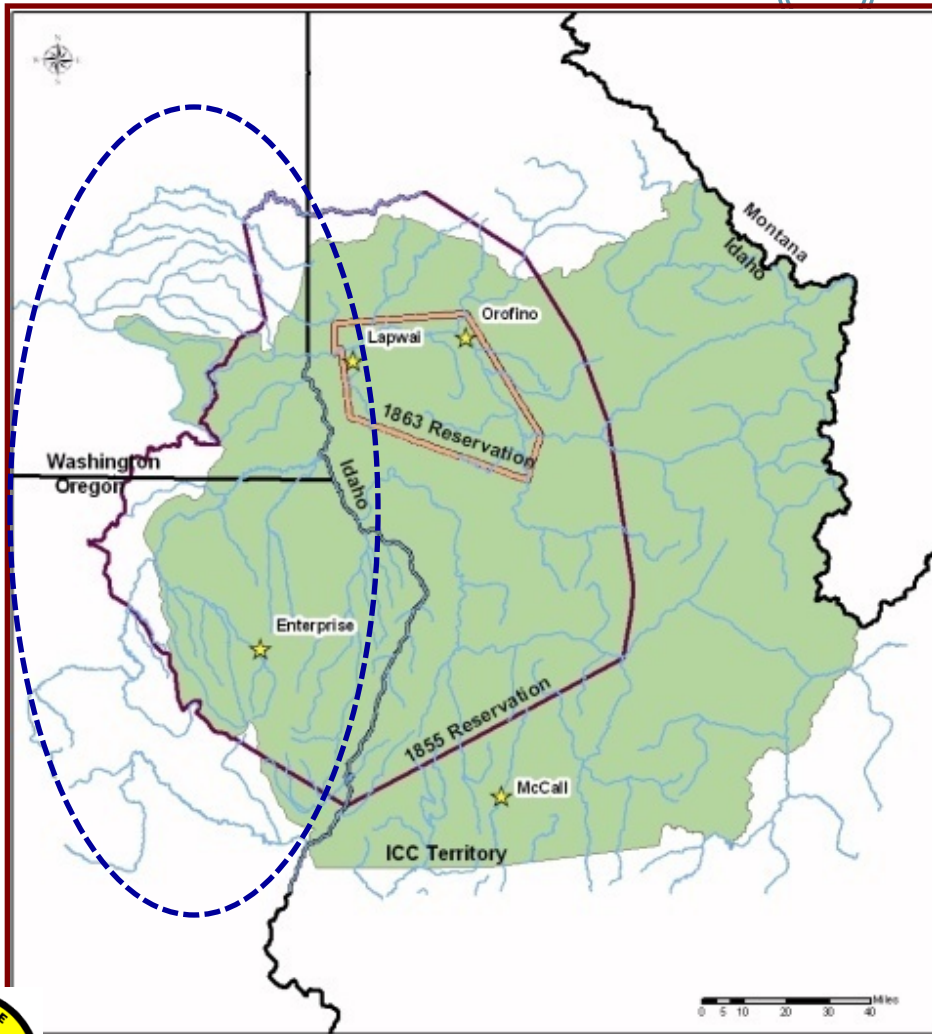 N
Montana
Idaho
Orofino
Lapwai
1863 Reservation
Washington
Oregon
Idaho
Enterprise
1855 Reservation
McCall
ICC Territory
Miles
0 5 10 20 30 40